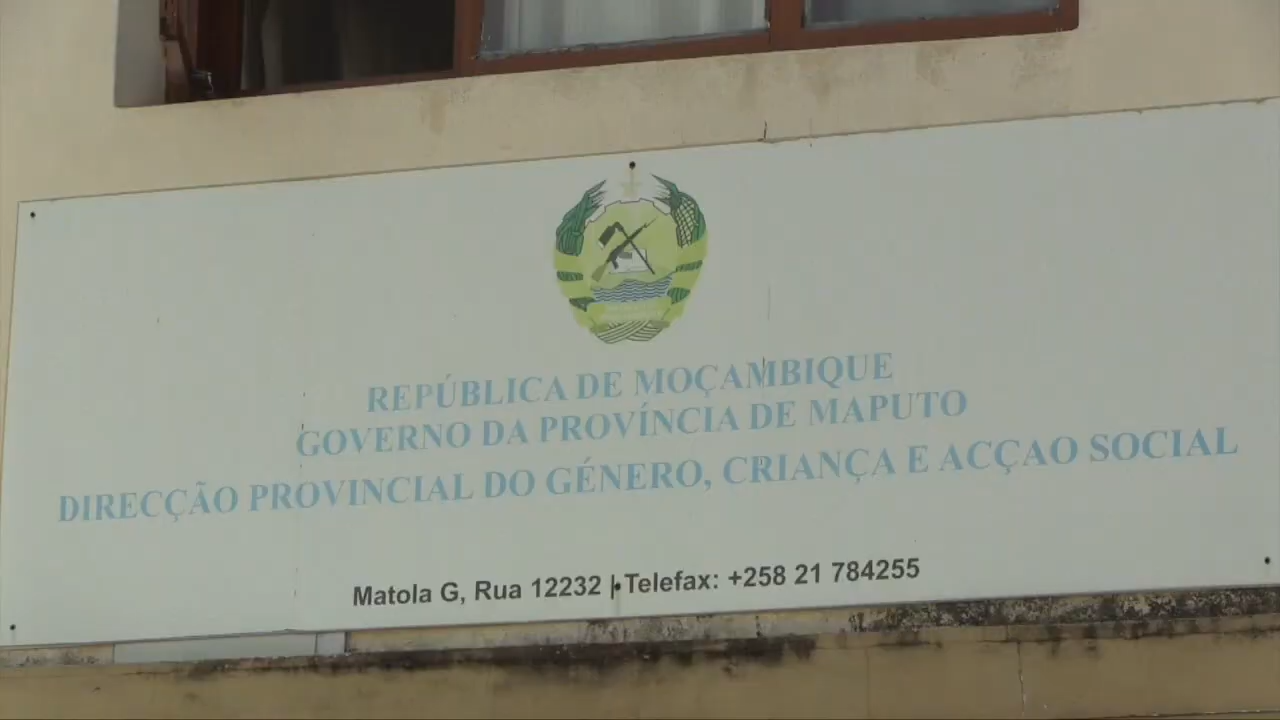 REPÚBLICA DE MOÇAMBIQUE
GOVERNO DA PROVÍNCIA DE MAPUTO
DIRECÇÃO PROVINCIAL DO GÉNERO, CRIANÇA E ACÇAO SOCIAL
Matola G, Rua 12232 | Telefax: +258 21 784255